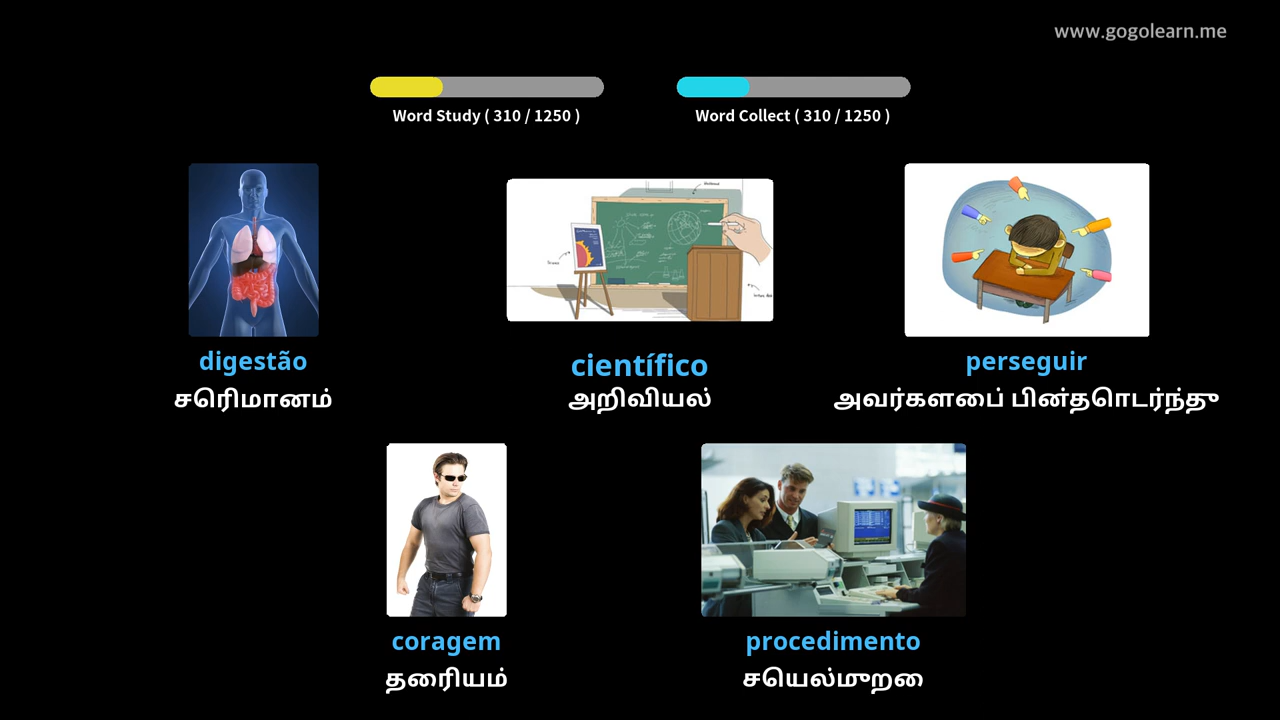 www.gogolearn.me
Word Study ( 310 / 1250 )
Word Collect ( 310 / 1250 )
digestão
செரிமானம்
científico
அறிவியல்
perseguir
அவர்களைப் பின்தொடர்ந்து
coragem
தைரியம்
procedimento
செயல்முறை